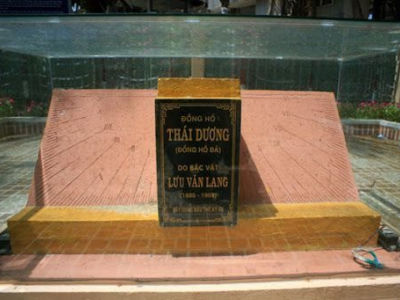 ĐỒNG HỒ
THÁI DƯƠNG
(ĐỒNG HỒ ĐÁ)
DO BÁC VẬT
LƯU VĂN LANG